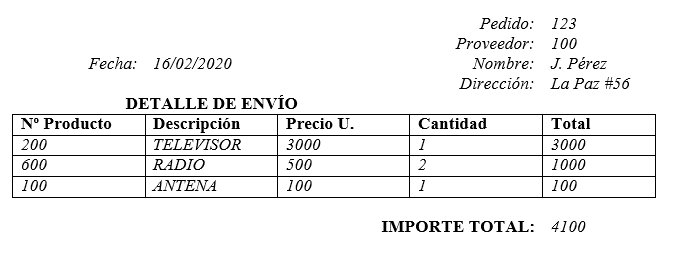 Pedido: 123
Proveedor: 100
Fecha: 16/02/2020 Nombre: J. Pérez
Dirección: La Paz #56
DETALLE DE ENVÍO
Nº Producto Descripción Precio U. Cantidad Total
200 TELEVISOR 3000 1 3000
600 RADIO 500 2 1000
100 ANTENA 100 1 100
IMPORTE TOTAL: 4100